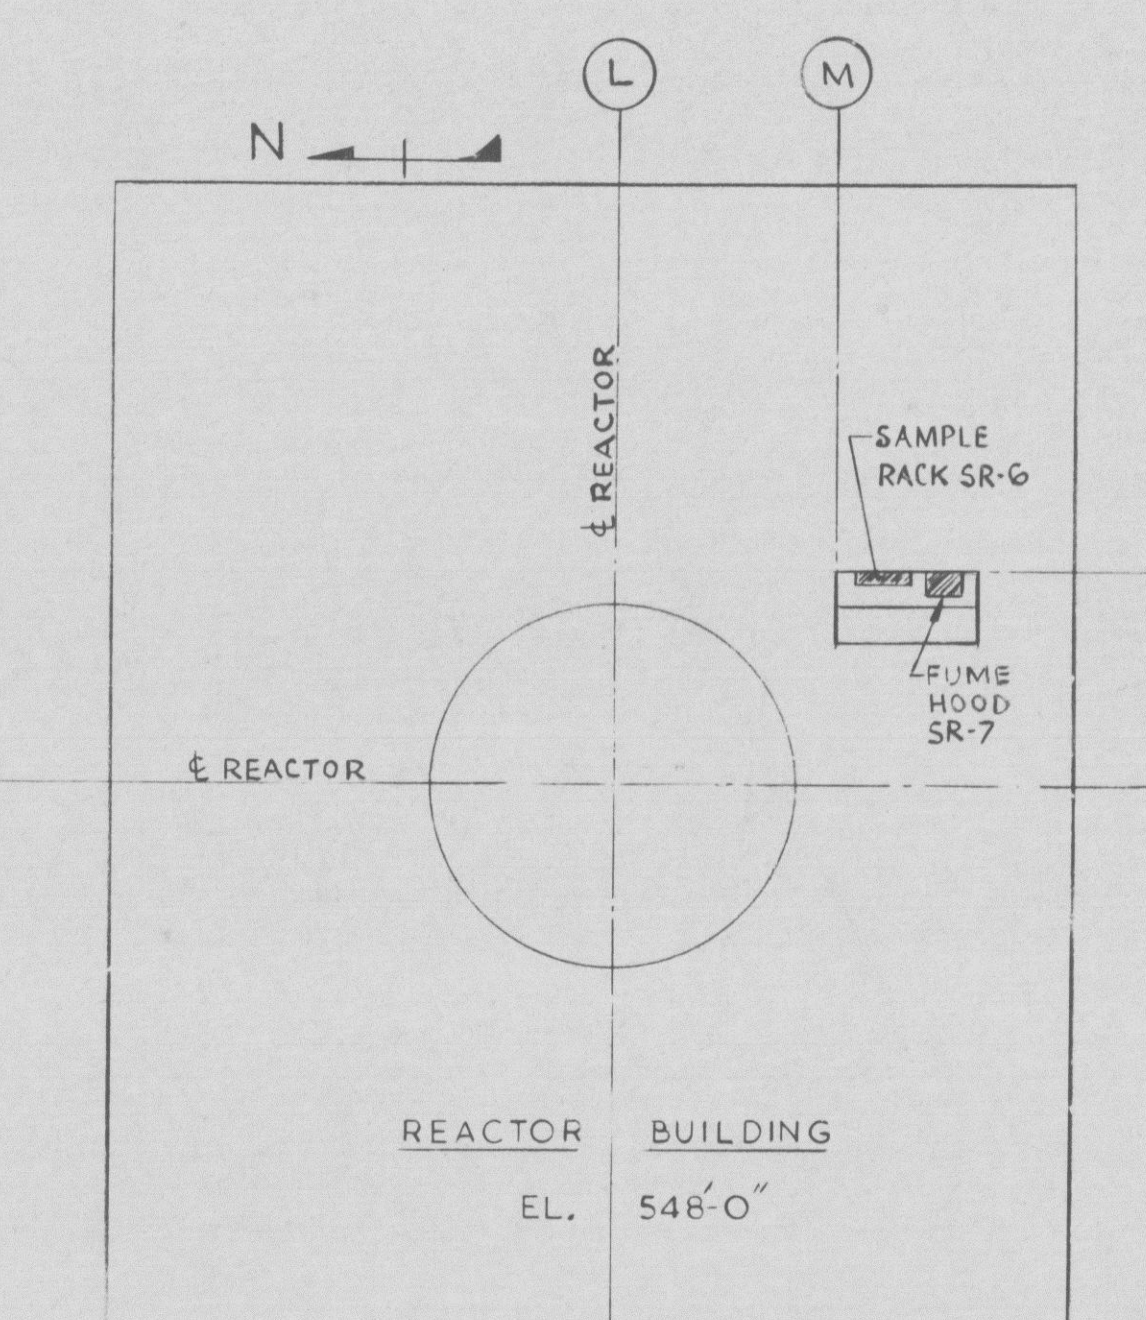 L
M
N
℄ REACTOR
SAMPLE
RACK SR-6
FUME
HOOD
SR-7
℄ REACTOR
REACTOR BUILDING
EL. 548'-0"